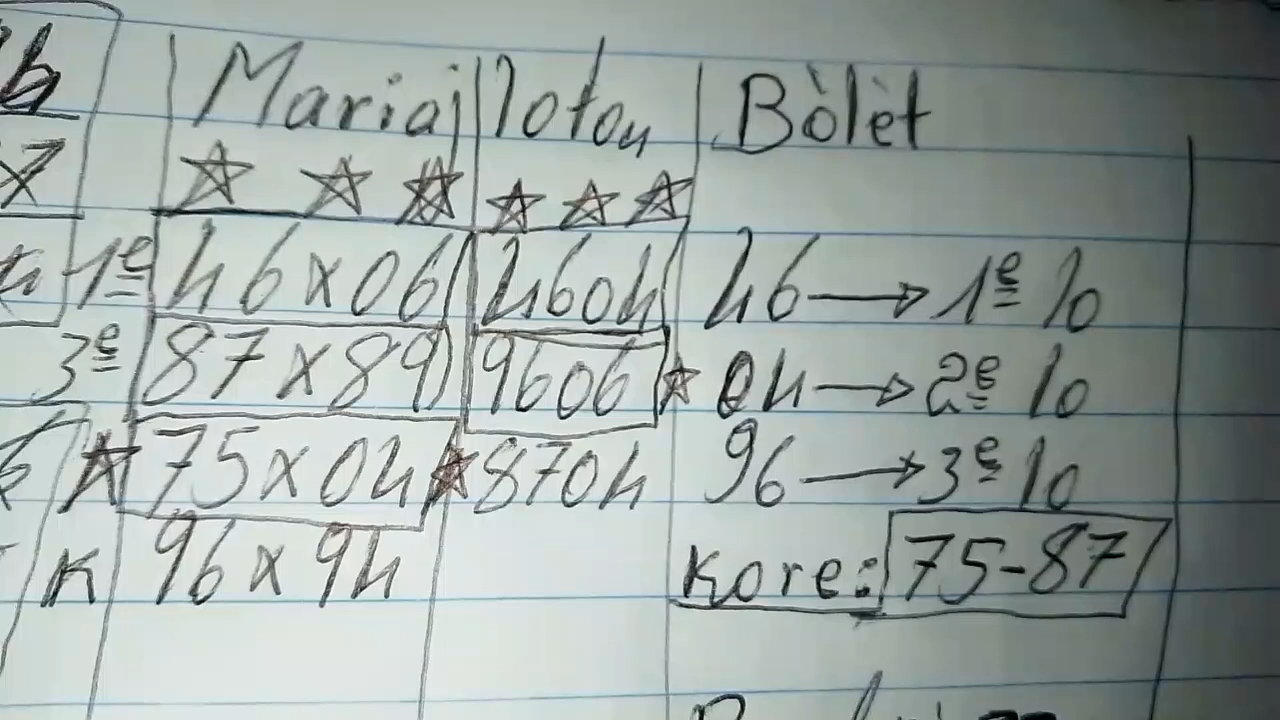 b Mariaj loto4 Bòlèt
X
1e 46x06 4604 46 → 1e lo
3e 87x89 9606 04 → 2e lo
75x04 8704 96 → 3e lo
K 96x94 Kore: 75-87